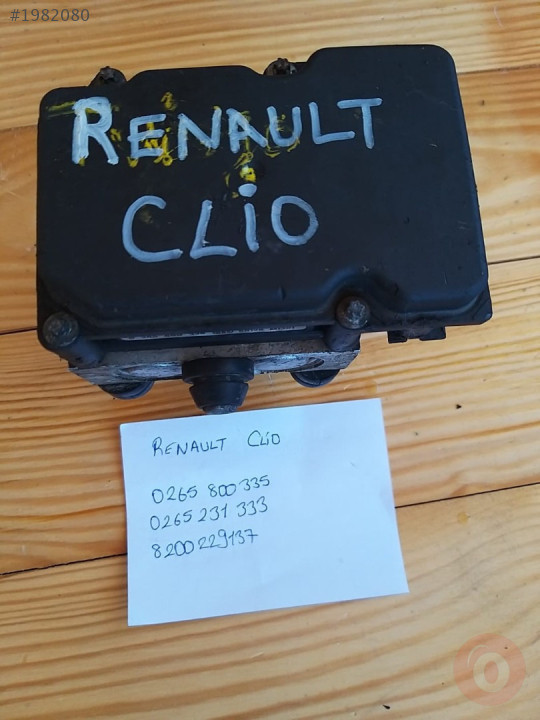 #1982080
RENAULT
CLiO
RENAULT CLiO
0265 800 335
0265 231 333
8200229137